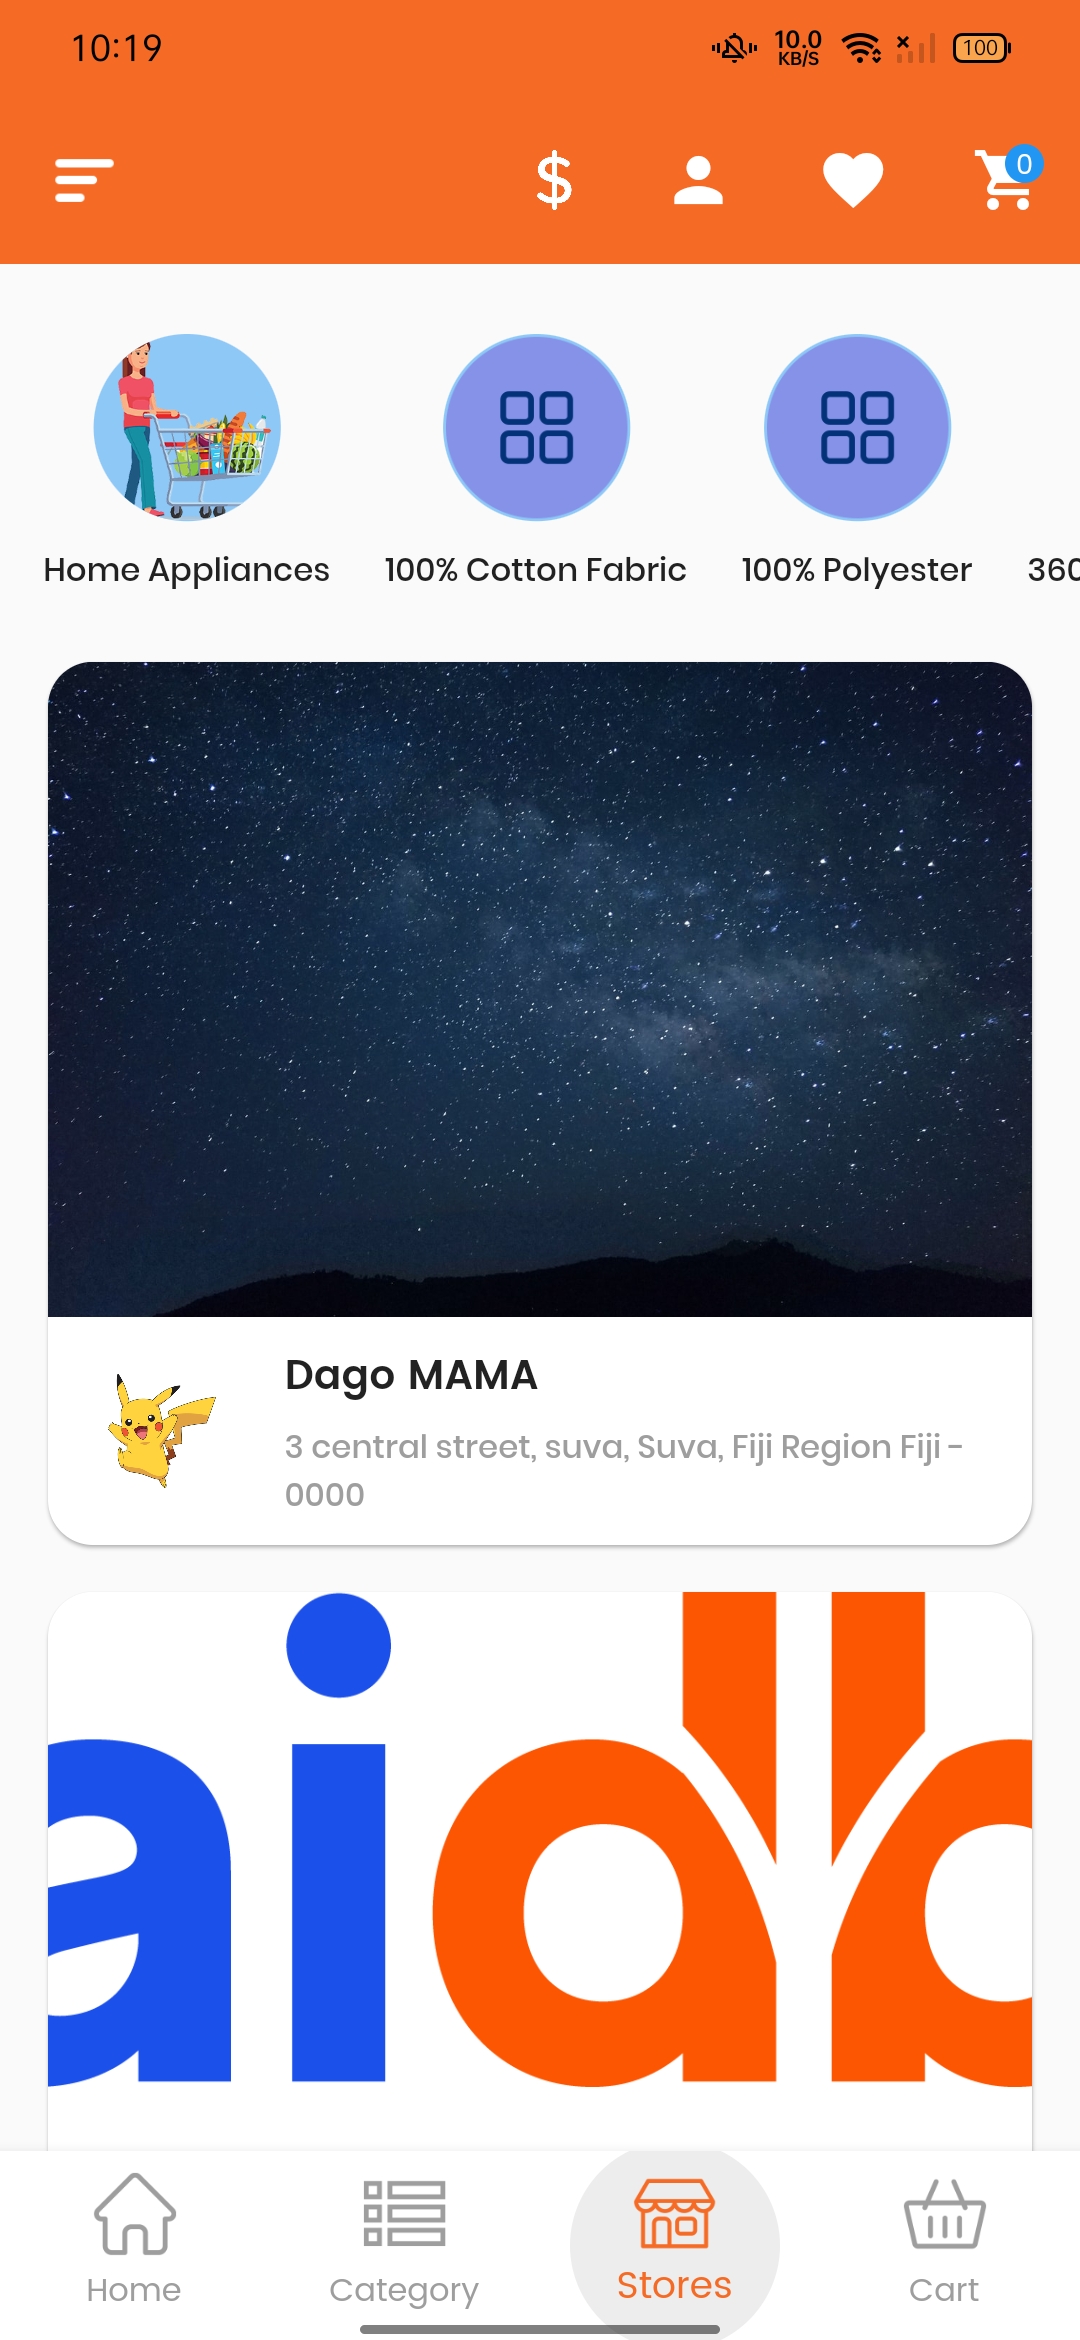 10:19
10.0
KB/S
100
0
Home Appliances
100% Cotton Fabric
100% Polyester
360
Dago MAMA
3 central street, suva, Suva, Fiji Region Fiji -
0000
aidb
Home
Category
Stores
Cart